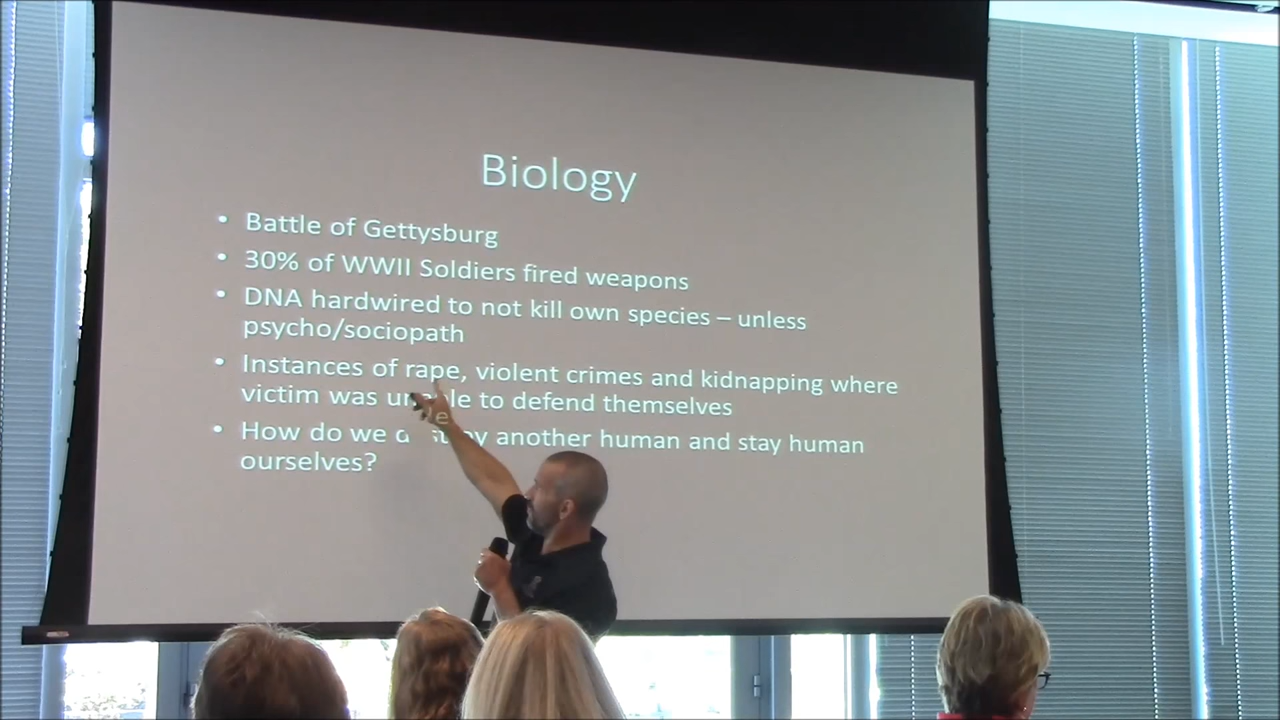 Biology
• Battle of Gettysburg
• 30% of WWII Soldiers fired weapons
• DNA hardwired to not kill own species – unless
psycho/sociopath
• Instances of rape, violent crimes and kidnapping where
victim was unable to defend themselves
• How do we destroy another human and stay human
ourselves?